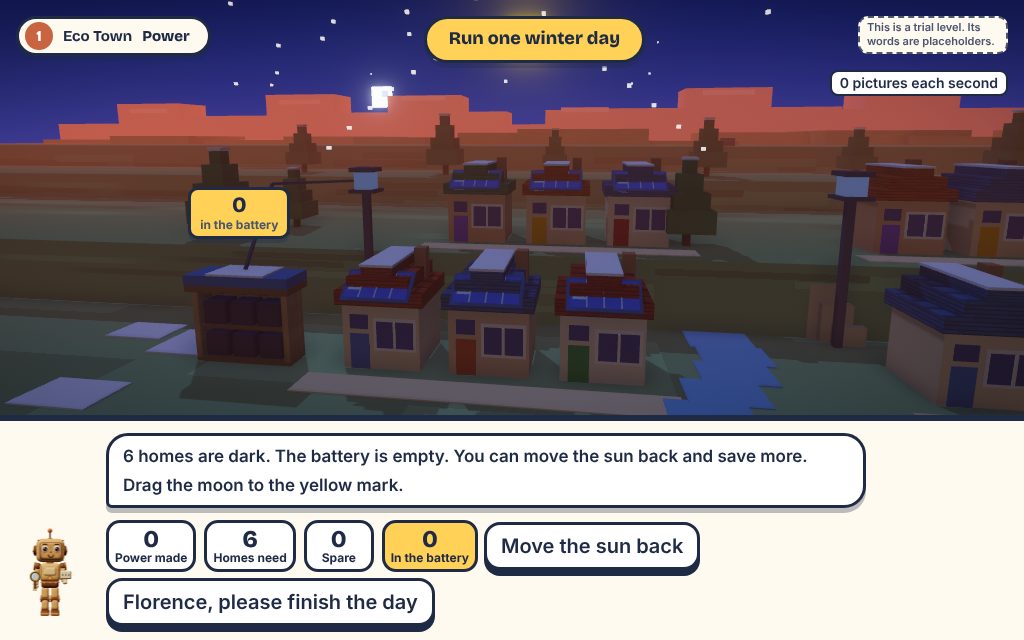 1 Eco Town Power
Run one winter day
This is a trial level. Its
words are placeholders.
0 pictures each second
0
in the battery
6 homes are dark. The battery is empty. You can move the sun back and save more.
Drag the moon to the yellow mark.
0
Power made
6
Homes need
0
Spare
0
In the battery
Move the sun back
Florence, please finish the day